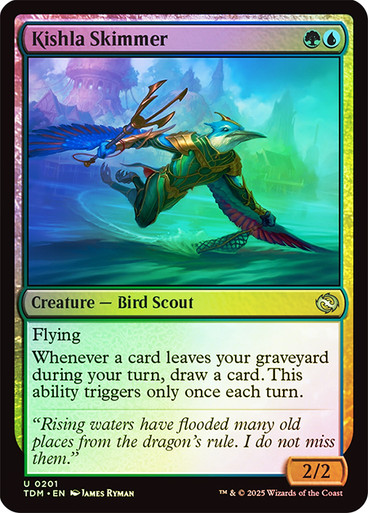 Kishla Skimmer
Creature — Bird Scout
Flying
Whenever a card leaves your graveyard
during your turn, draw a card. This
ability triggers only once each turn.
“Rising waters have flooded many old
places from the dragon’s rule. I do not miss
them.”
2/2
U 0201
TDM • EN James Ryman
™ & © 2025 Wizards of the Coast